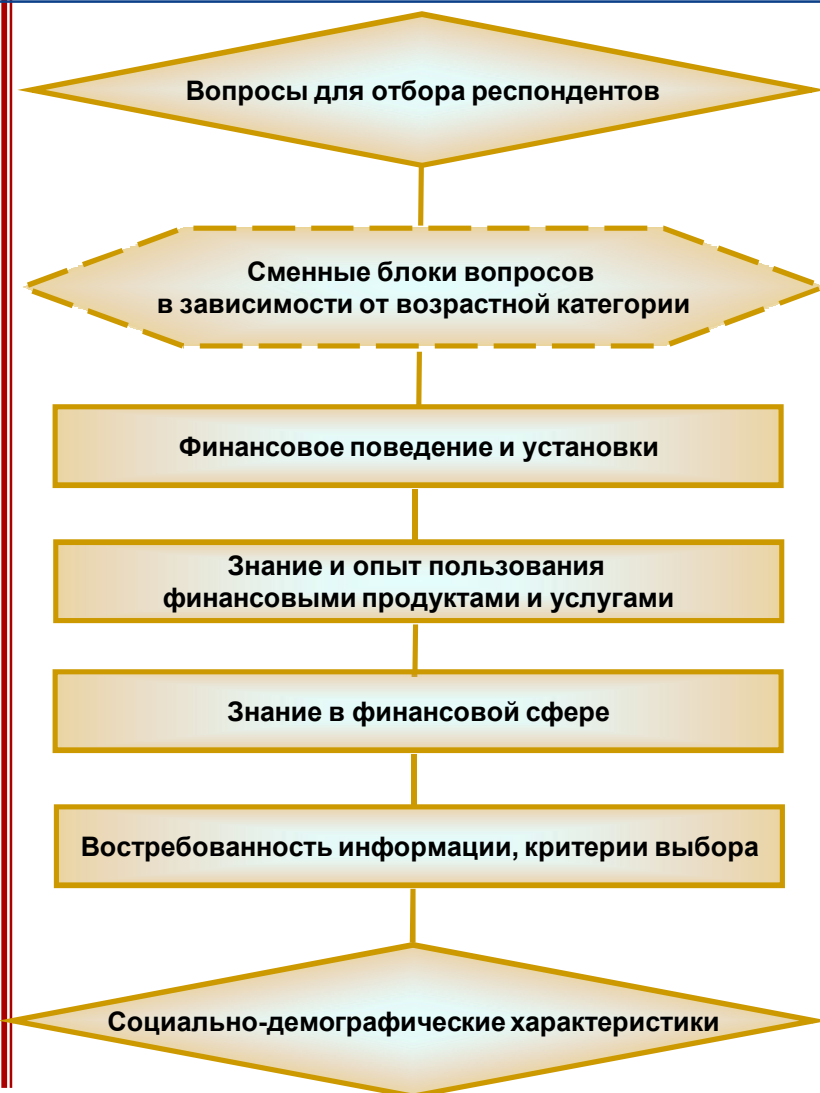 Вопросы для отбора респондентов
Сменные блоки вопросов
в зависимости от возрастной категории
Финансовое поведение и установки
Знание и опыт пользования
финансовыми продуктами и услугами
Знание в финансовой сфере
Востребованность информации, критерии выбора
Социально-демографические характеристики